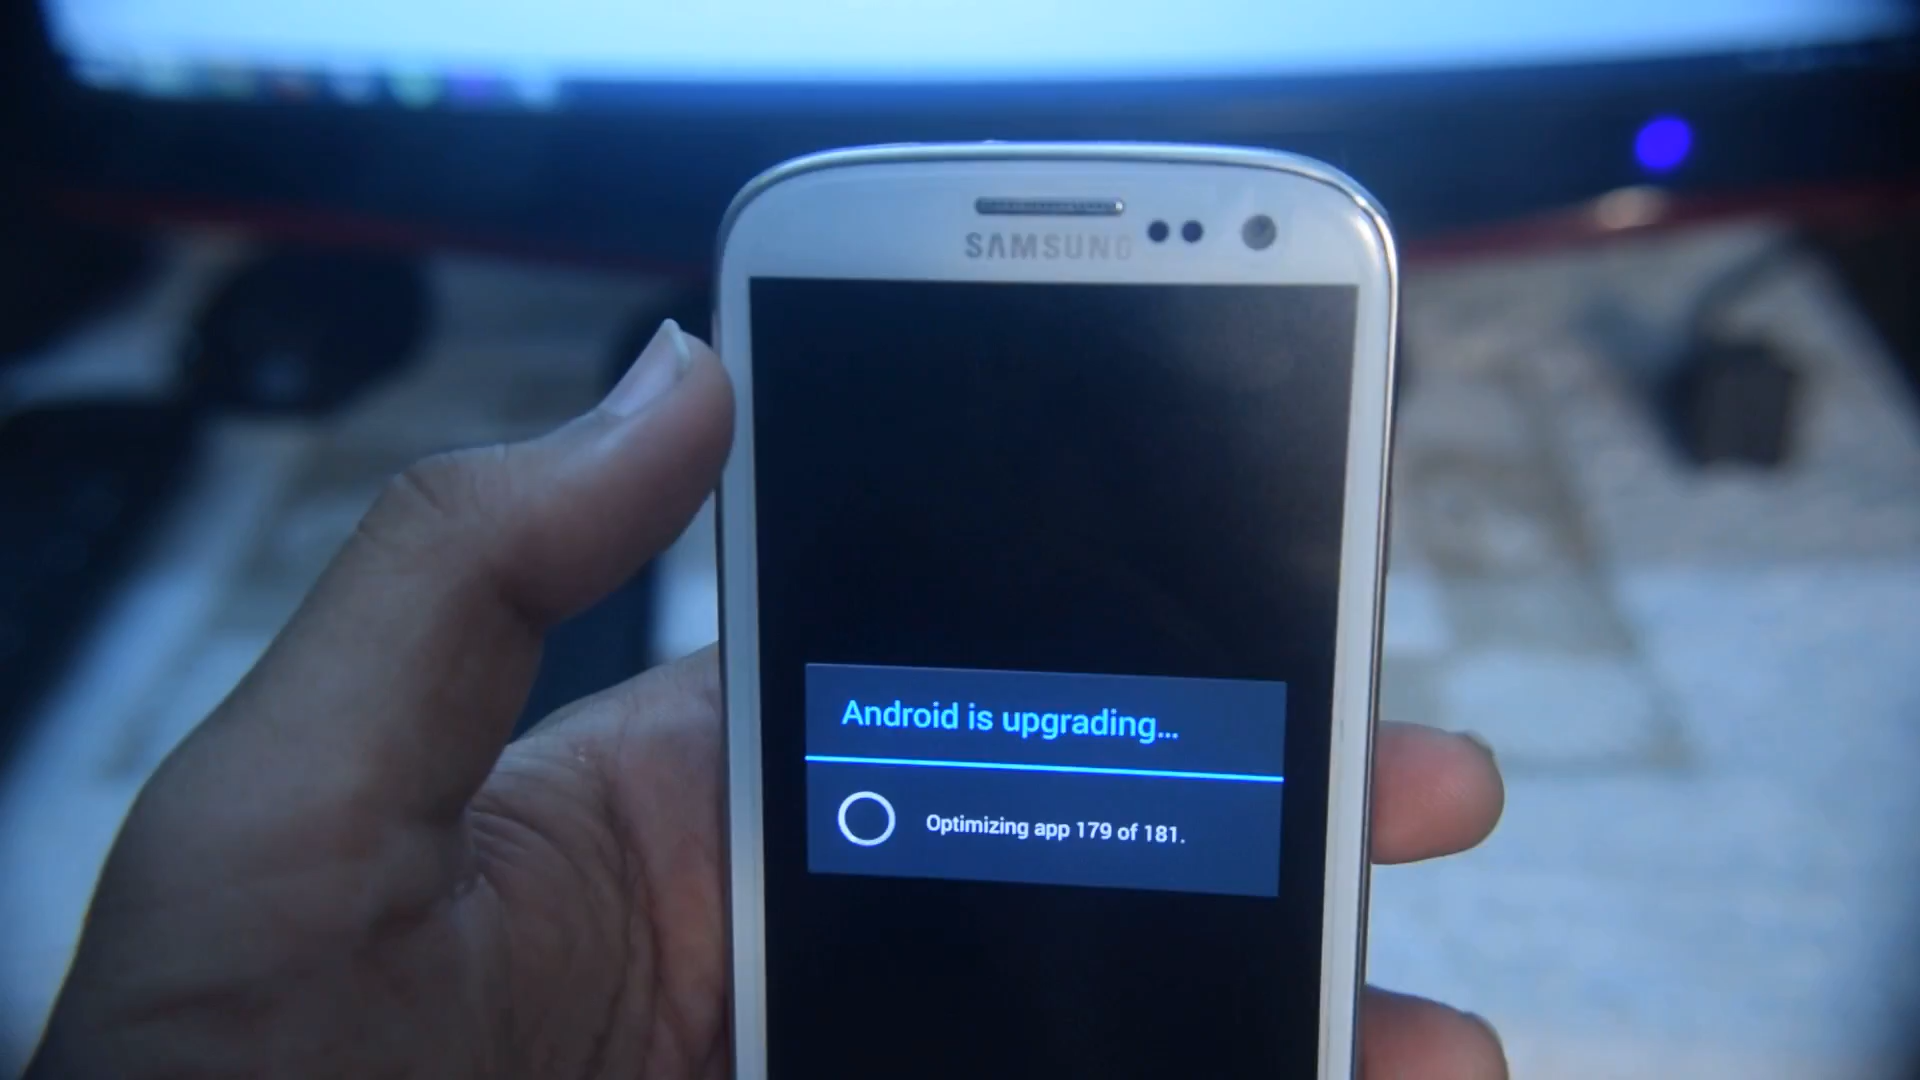 SAMSUNG
Android is upgrading...
Optimizing app 179 of 181.